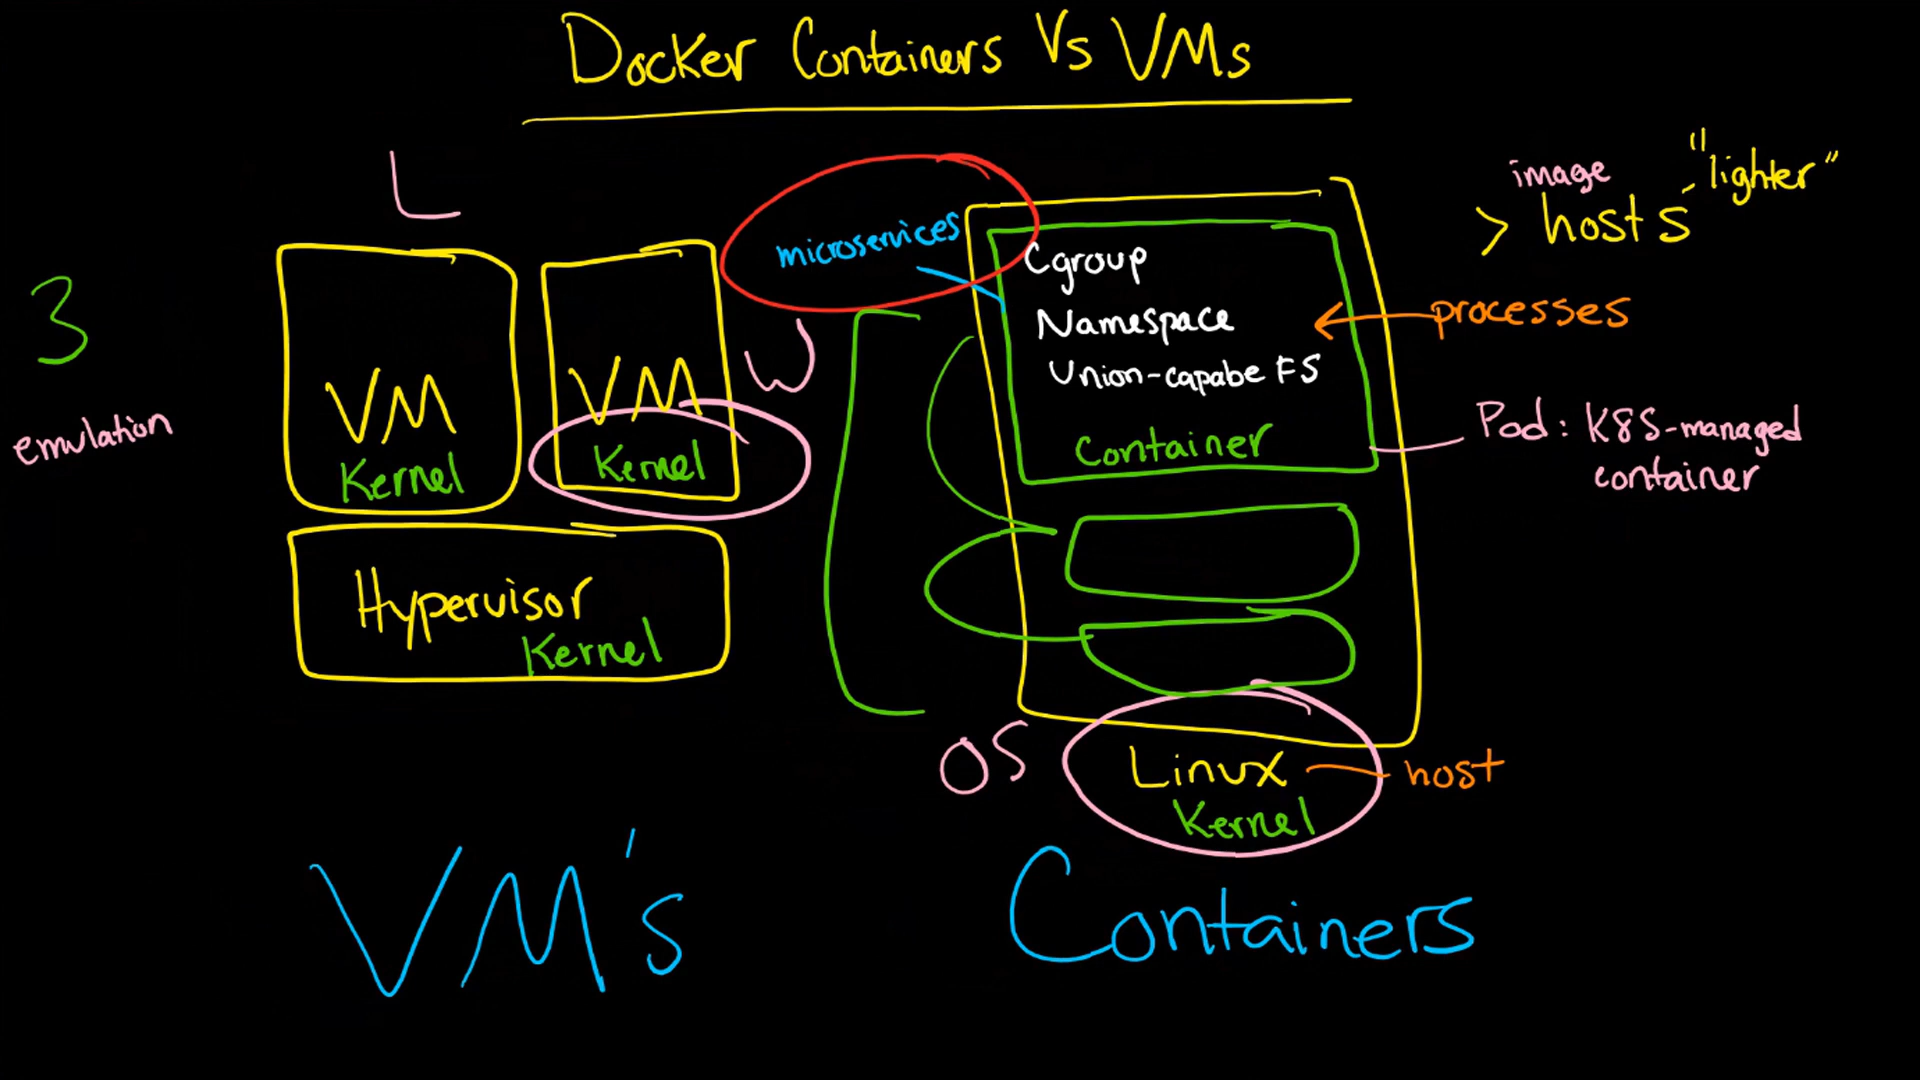 Docker Containers Vs VMs
L
3
emulation
VM
Kernel
VM
Kernel
W
Hypervisor
Kernel
VM's
microservices
Cgroup
Namespace
Union-capabe FS
Container
image
"lighter"
> hosts
processes
Pod: K8S-managed
container
OS
Linux
Kernel
host
Containers